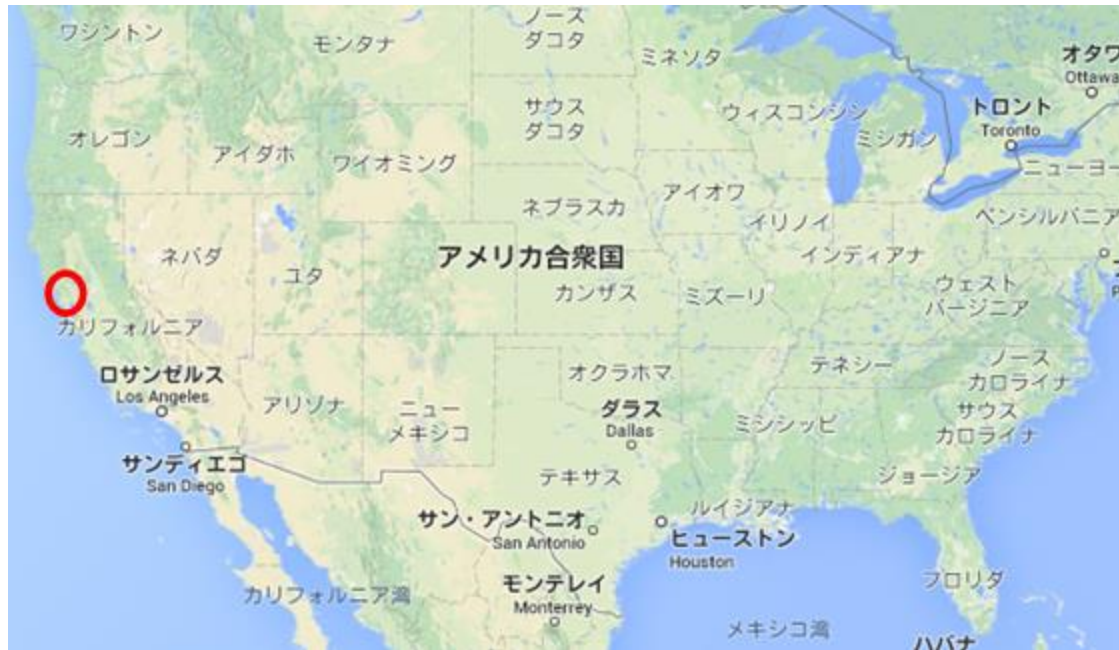 ワシントン
モンタナ
ノース
ダコタ
ミネソタ
オタワ
Ottawa
オレゴン
アイダホ
ワイオミング
サウス
ダコタ
ウィスコンシン
ミシガン
トロント
Toronto
ニューヨー
ネブラスカ
アイオワ
イリノイ
インディアナ
ペンシルバニア
ネバダ
ユタ
アメリカ合衆国
カンザス
ミズーリ
ウェスト
バージニア
カリフォルニア
ロサンゼルス
Los Angeles
アリゾナ
ニュー
メキシコ
オクラホマ
テネシー
ノース
カロライナ
ダラス
Dallas
ミシシッピ
サウス
カロライナ
サンディエゴ
San Diego
テキサス
ジョージア
サン・アントニオ
San Antonio
ルイジアナ
ヒューストン
Houston
カリフォルニア湾
モンテレイ
Monterrey
フロリダ
メキシコ湾
ハバナ